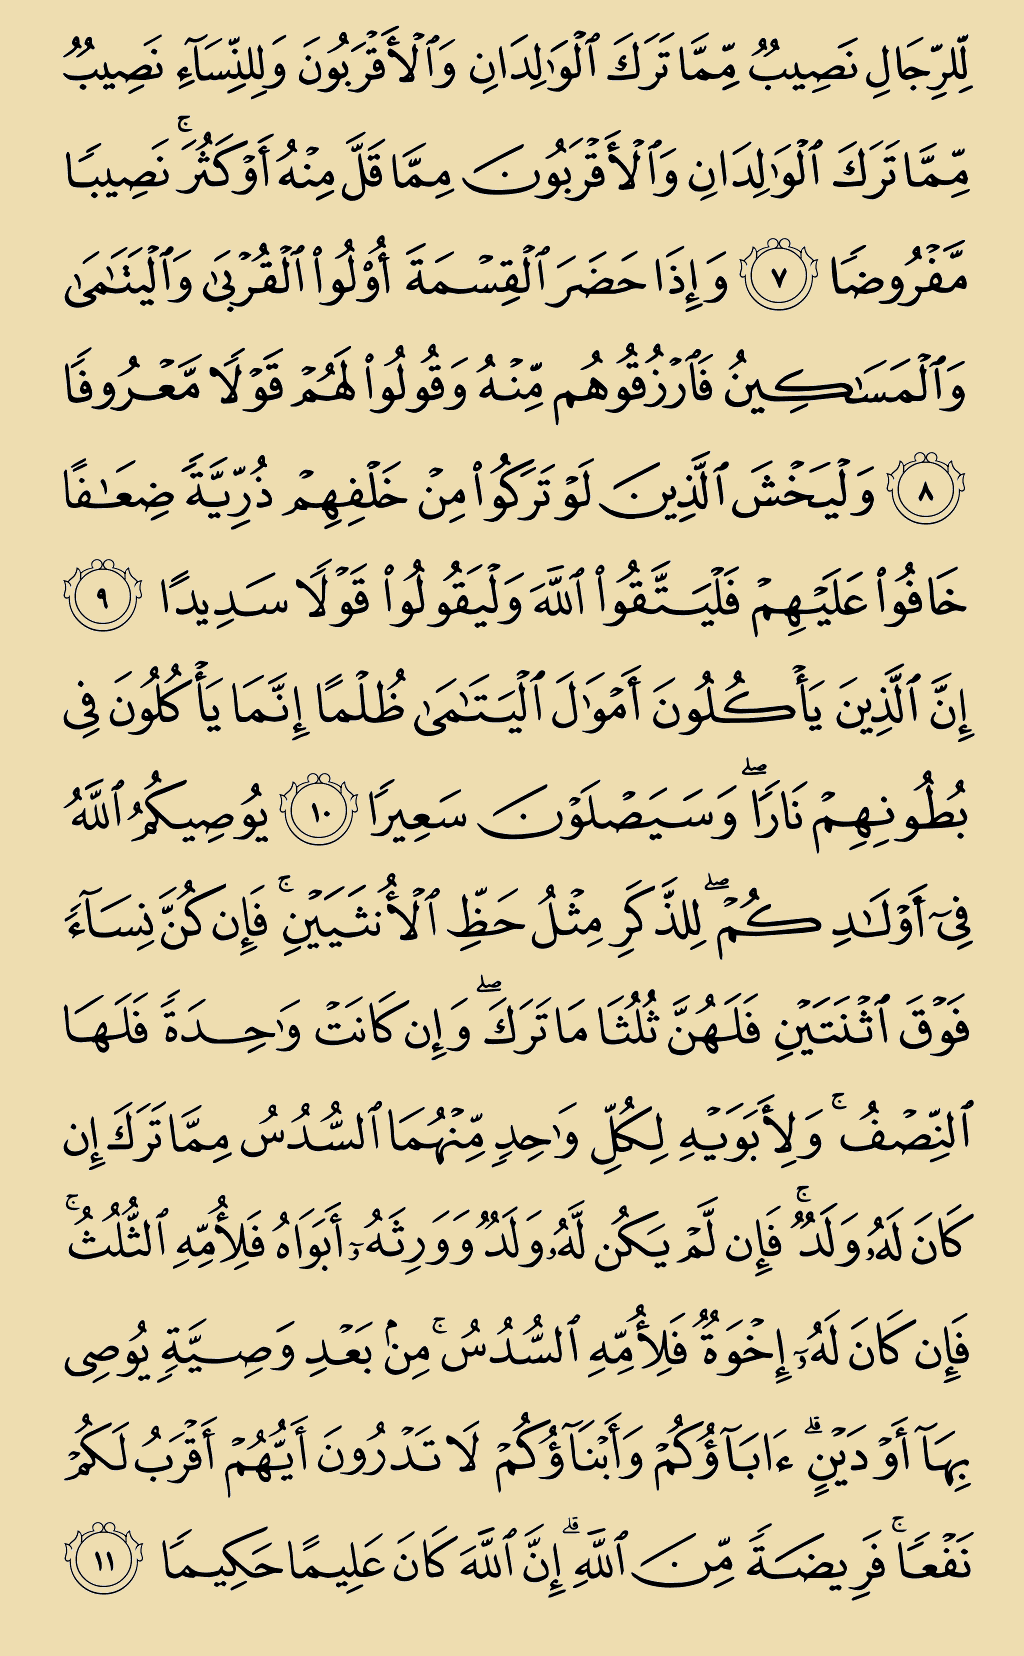 لِّلرِّجَالِ نَصِيبٌ مِّمَّا تَرَكَ ٱلْوَٰلِدَانِ وَٱلْأَقْرَبُونَ وَلِلنِّسَآءِ نَصِيبٌ
مِّمَّا تَرَكَ ٱلْوَٰلِدَانِ وَٱلْأَقْرَبُونَ مِمَّا قَلَّ مِنْهُ أَوْ كَثُرَ ۚ نَصِيبًا
مَّفْرُوضًا ٧ وَإِذَا حَضَرَ ٱلْقِسْمَةَ أُو۟لُوا۟ ٱلْقُرْبَىٰ وَٱلْيَتَـٰمَىٰ
وَٱلْمَسَـٰكِينُ فَٱرْزُقُوهُم مِّنْهُ وَقُولُوا۟ لَهُمْ قَوْلًا مَّعْرُوفًا
٨ وَلْيَخْشَ ٱلَّذِينَ لَوْ تَرَكُوا۟ مِنْ خَلْفِهِمْ ذُرِّيَّةً ضِعَـٰفًا
خَافُوا۟ عَلَيْهِمْ فَلْيَتَّقُوا۟ ٱللَّهَ وَلْيَقُولُوا۟ قَوْلًا سَدِيدًا ٩
إِنَّ ٱلَّذِينَ يَأْكُلُونَ أَمْوَٰلَ ٱلْيَتَـٰمَىٰ ظُلْمًا إِنَّمَا يَأْكُلُونَ فِى
بُطُونِهِمْ نَارًا ۖ وَسَيَصْلَوْنَ سَعِيرًا ١٠ يُوصِيكُمُ ٱللَّهُ
فِىٓ أَوْلَـٰدِكُمْ ۖ لِلذَّكَرِ مِثْلُ حَظِّ ٱلْأُنثَيَيْنِ ۚ فَإِن كُنَّ نِسَآءً
فَوْقَ ٱثْنَتَيْنِ فَلَهُنَّ ثُلُثَا مَا تَرَكَ ۖ وَإِن كَانَتْ وَٰحِدَةً فَلَهَا
ٱلنِّصْفُ ۚ وَلِأَبَوَيْهِ لِكُلِّ وَٰحِدٍ مِّنْهُمَا ٱلسُّدُسُ مِمَّا تَرَكَ إِن
كَانَ لَهُۥ وَلَدٌ ۚ فَإِن لَّمْ يَكُن لَّهُۥ وَلَدٌ وَوَرِثَهُۥٓ أَبَوَاهُ فَلِأُمِّهِ ٱلثُّلُثُ ۚ
فَإِن كَانَ لَهُۥٓ إِخْوَةٌ فَلِأُمِّهِ ٱلسُّدُسُ ۚ مِنۢ بَعْدِ وَصِيَّةٍ يُوصِى
بِهَآ أَوْ دَيْنٍ ۗ ءَابَآؤُكُمْ وَأَبْنَآؤُكُمْ لَا تَدْرُونَ أَيُّهُمْ أَقْرَبُ لَكُمْ
نَفْعًا ۚ فَرِيضَةً مِّنَ ٱللَّهِ ۗ إِنَّ ٱللَّهَ كَانَ عَلِيمًا حَكِيمًا ١١